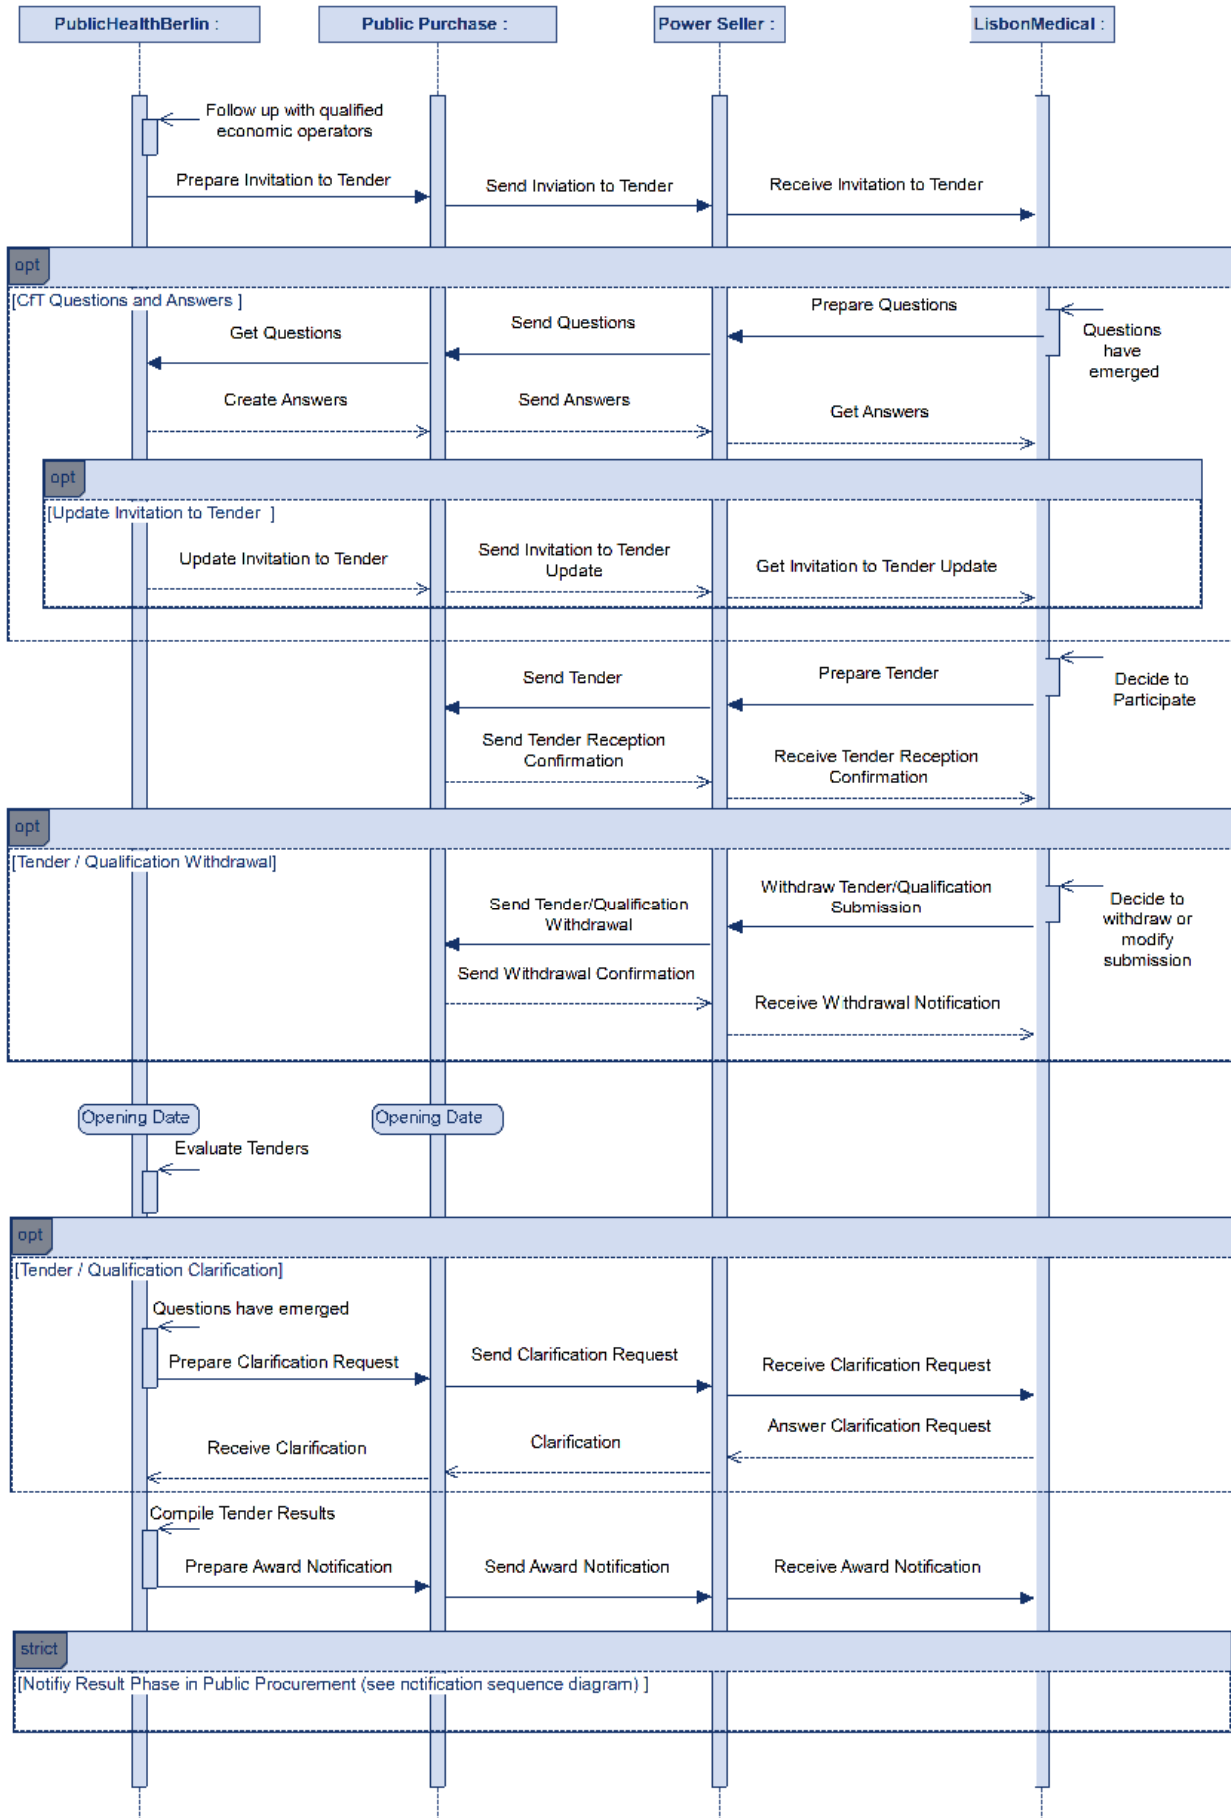 PublicHealthBerlin :
Public Purchase :
Power Seller :
LisbonMedical :
Follow up with qualified
economic operators
Prepare Invitation to Tender
Send Inviation to Tender
Receive Invitation to Tender
opt
[CfT Questions and Answers ]
Prepare Questions
Send Questions
Get Questions
Questions
have
emerged
Create Answers
Send Answers
Get Answers
opt
[Update Invitation to Tender ]
Update Invitation to Tender
Send Invitation to Tender
Update
Get Invitation to Tender Update
Prepare Tender
Send Tender
Decide to
Participate
Send Tender Reception
Confirmation
Receive Tender Reception
Confirmation
opt
[Tender / Qualification Withdrawal]
Withdraw Tender/Qualification
Submission
Send Tender/Qualification
Withdrawal
Decide to
withdraw or
modify
submission
Send Withdrawal Confirmation
Receive Withdrawal Notification
Opening Date
Opening Date
Evaluate Tenders
opt
[Tender / Qualification Clarification]
Questions have emerged
Prepare Clarification Request
Send Clarification Request
Receive Clarification Request
Answer Clarification Request
Clarification
Receive Clarification
Compile Tender Results
Prepare Award Notification
Send Award Notification
Receive Award Notification
strict
[Notifiy Result Phase in Public Procurement (see notification sequence diagram) ]